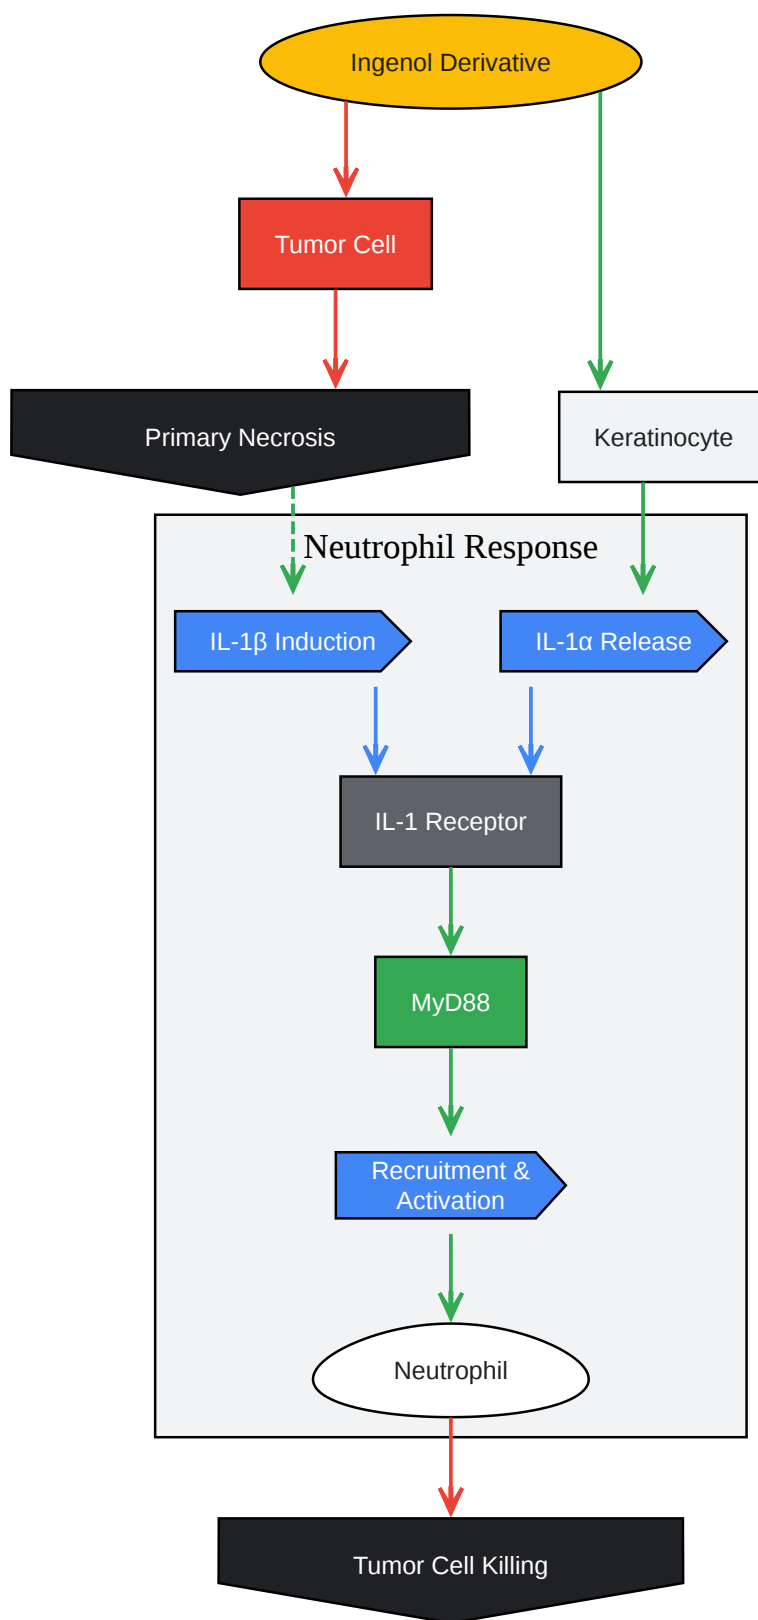 Ingenol Derivative
Tumor Cell
Primary Necrosis
Keratinocyte
Neutrophil Response
IL-1β Induction
IL-1α Release
IL-1 Receptor
MyD88
Recruitment &
Activation
Neutrophil
Tumor Cell Killing